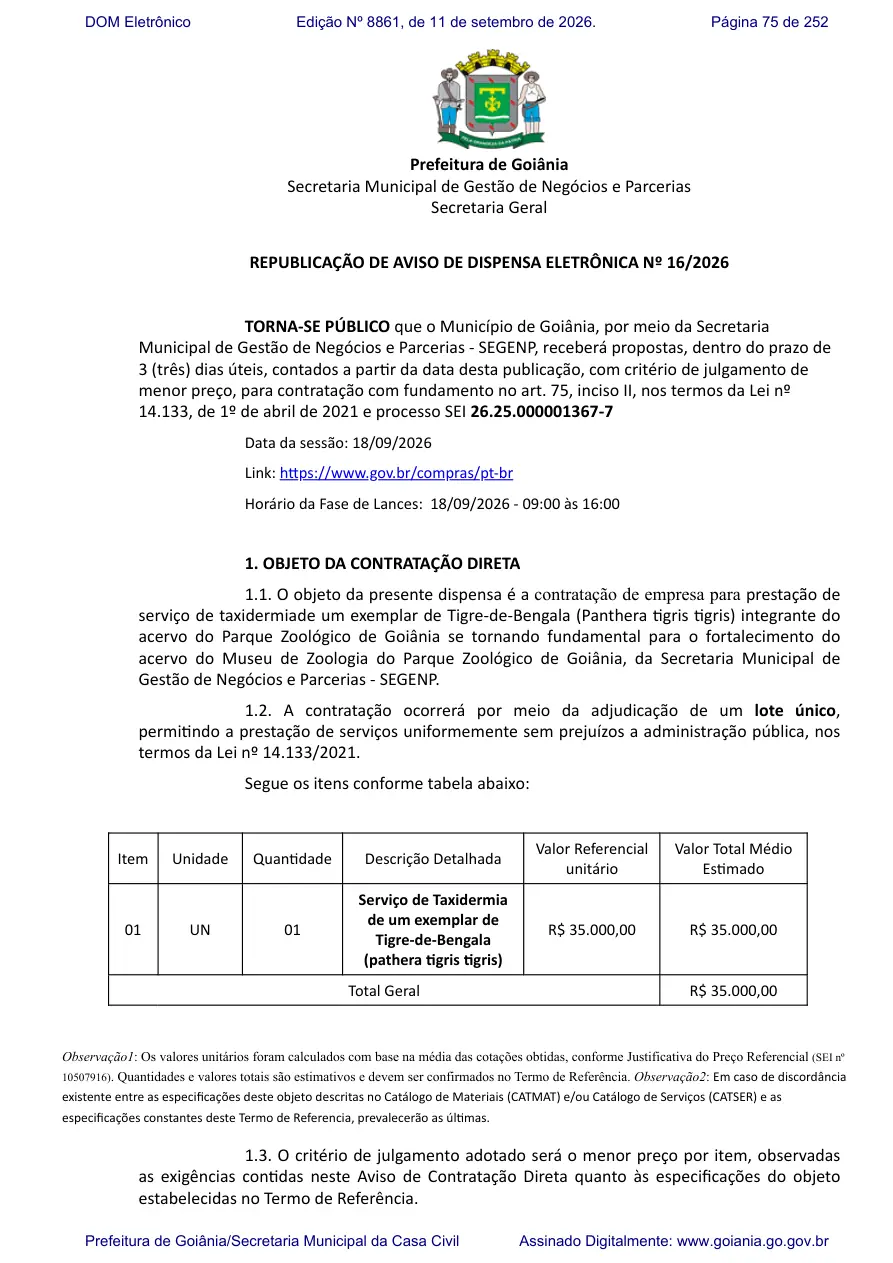 DOM Eletrônico Edição Nº 8861, de 11 de setembro de 2026. Página 75 de 252
Prefeitura de Goiânia
Secretaria Municipal de Gestão de Negócios e Parcerias
Secretaria Geral
REPUBLICAÇÃO DE AVISO DE DISPENSA ELETRÔNICA Nº 16/2026
TORNA-SE PÚBLICO que o Município de Goiânia, por meio da Secretaria
Municipal de Gestão de Negócios e Parcerias - SEGENP, receberá propostas, dentro do prazo de
3 (três) dias úteis, contados a partir da data desta publicação, com critério de julgamento de
menor preço, para contratação com fundamento no art. 75, inciso II, nos termos da Lei nº
14.133, de 1º de abril de 2021 e processo SEI 26.25.000001367-7
Data da sessão: 18/09/2026
Link: https://www.gov.br/compras/pt-br
Horário da Fase de Lances: 18/09/2026 - 09:00 às 16:00
1. OBJETO DA CONTRATAÇÃO DIRETA
1.1. O objeto da presente dispensa é a contratação de empresa para prestação de
serviço de taxidermiade um exemplar de Tigre-de-Bengala (Panthera tigris tigris) integrante do
acervo do Parque Zoológico de Goiânia se tornando fundamental para o fortalecimento do
acervo do Museu de Zoologia do Parque Zoológico de Goiânia, da Secretaria Municipal de
Gestão de Negócios e Parcerias - SEGENP.
1.2. A contratação ocorrerá por meio da adjudicação de um lote único,
permitindo a prestação de serviços uniformemente sem prejuízos a administração pública, nos
termos da Lei nº 14.133/2021.
Segue os itens conforme tabela abaixo:
Item Unidade Quantidade Descrição Detalhada Valor Referencial unitário Valor Total Médio Estimado
01 UN 01 Serviço de Taxidermia de um exemplar de Tigre-de-Bengala (pathera tigris tigris) R$ 35.000,00 R$ 35.000,00
Total Geral R$ 35.000,00
Observação1: Os valores unitários foram calculados com base na média das cotações obtidas, conforme Justificativa do Preço Referencial (SEI nº
10507916). Quantidades e valores totais são estimativos e devem ser confirmados no Termo de Referência. Observação2: Em caso de discordância
existente entre as especificações deste objeto descritas no Catálogo de Materiais (CATMAT) e/ou Catálogo de Serviços (CATSER) e as
especificações constantes deste Termo de Referencia, prevalecerão as últimas.
1.3. O critério de julgamento adotado será o menor preço por item, observadas
as exigências contidas neste Aviso de Contratação Direta quanto às especificações do objeto
estabelecidas no Termo de Referência.
Prefeitura de Goiânia/Secretaria Municipal da Casa Civil Assinado Digitalmente: www.goiania.go.gov.br